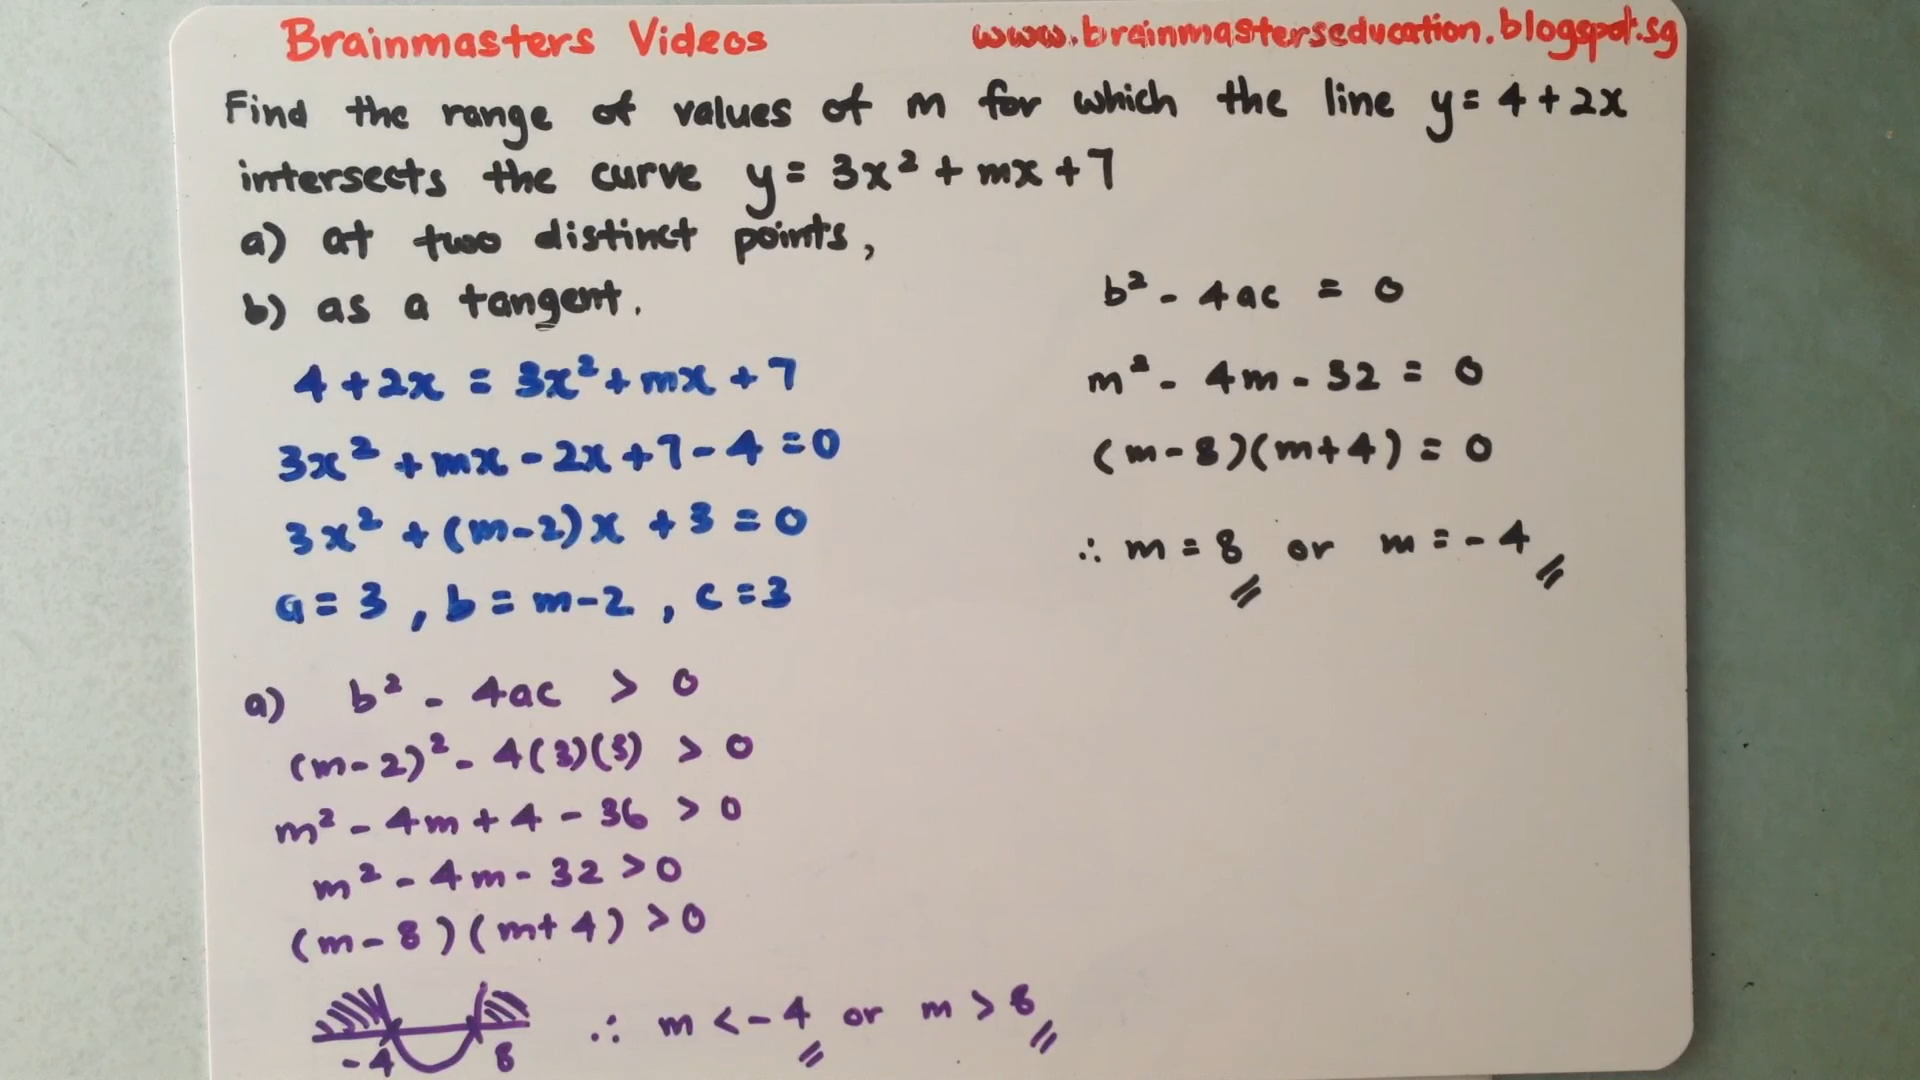 Brainmasters Videos
www.brainmasterseducation.blogspot.sg
Find the range of values of m for which the line y = 4 + 2x
intersects the curve y = 3x² + mx + 7
a) at two distinct points,
b) as a tangent.
4 + 2x = 3x² + mx + 7
3x² + mx - 2x + 7 - 4 = 0
3x² + (m-2)x + 3 = 0
a = 3, b = m-2, c = 3
a) b² - 4ac > 0
(m-2)² - 4(3)(3) > 0
m² - 4m + 4 - 36 > 0
m² - 4m - 32 > 0
(m-8)(m+4) > 0
-4 8
∴ m < -4 or m > 8
b² - 4ac = 0
m² - 4m - 32 = 0
(m-8)(m+4) = 0
∴ m = 8 or m = -4